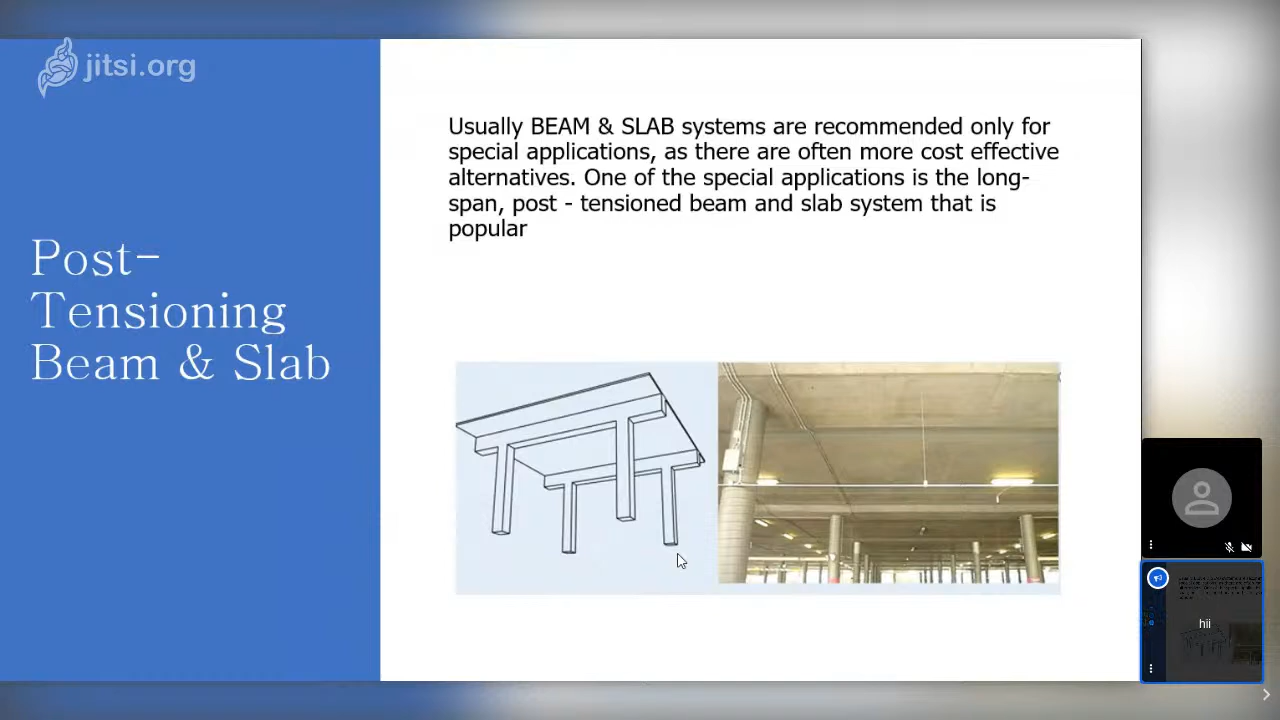 jitsi.org
Post-
Tensioning
Beam & Slab
Usually BEAM & SLAB systems are recommended only for
special applications, as there are often more cost effective
alternatives. One of the special applications is the long-
span, post - tensioned beam and slab system that is
popular
hii